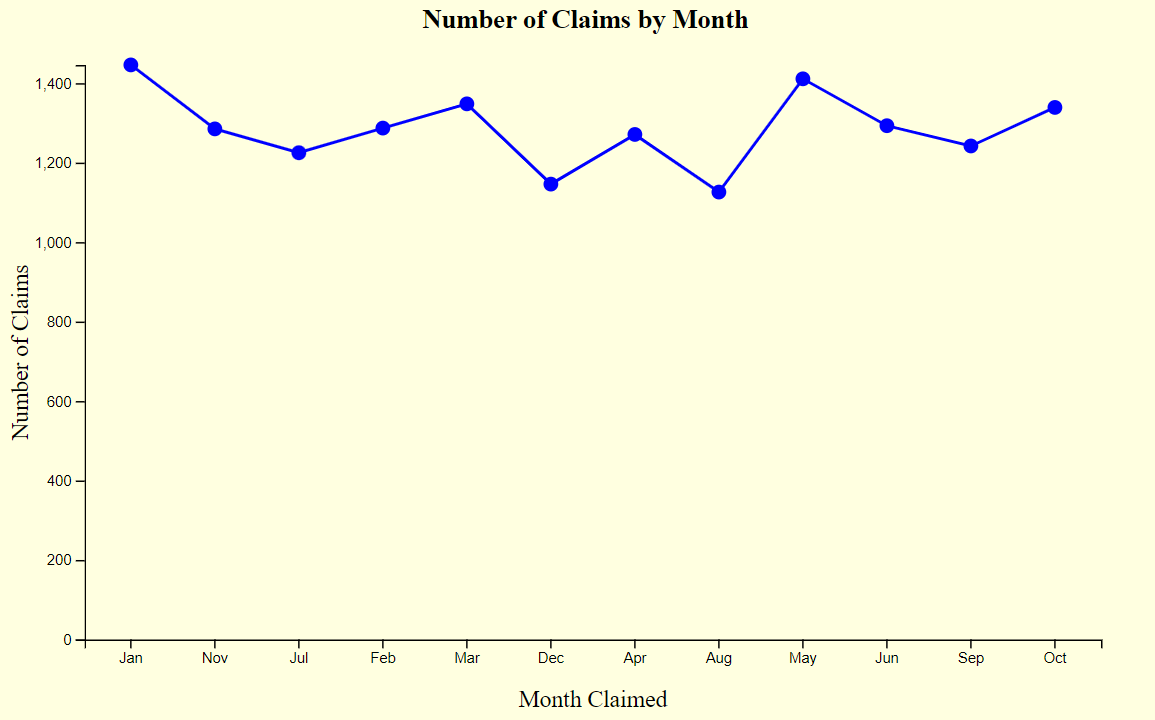 Number of Claims by Month
Number of Claims
1,400
1,200
1,000
800
600
400
200
0
Jan Nov Jul Feb Mar Dec Apr Aug May Jun Sep Oct
Month Claimed